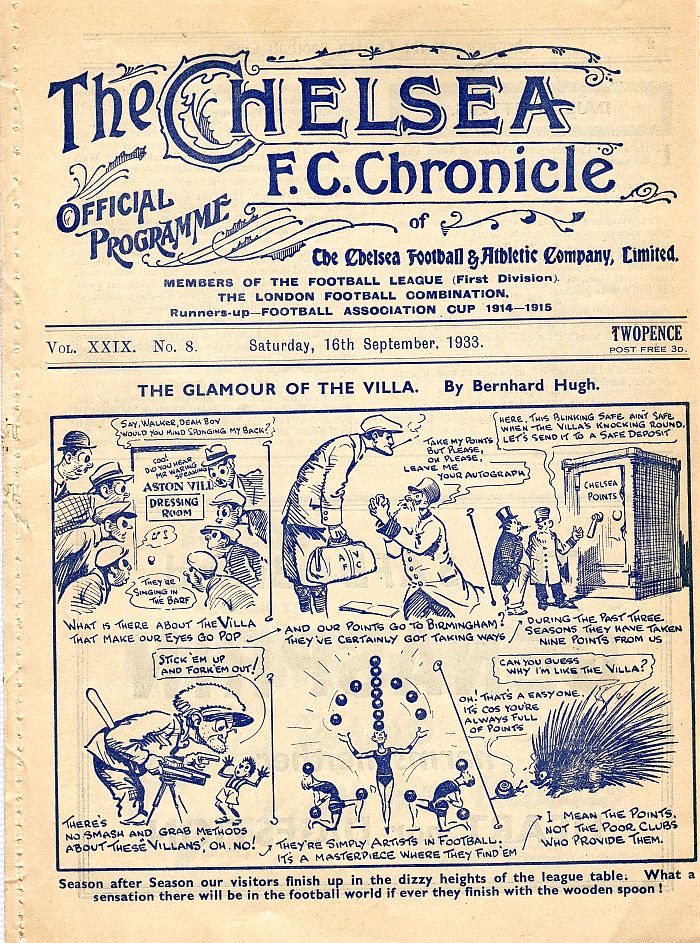 The CHELSEA
F.C. Chronicle
OFFICIAL
PROGRAMME
of
The Chelsea Football & Athletic Company, Limited.
MEMBERS OF THE FOOTBALL LEAGUE (First Division).
THE LONDON FOOTBALL COMBINATION.
Runners-up—FOOTBALL ASSOCIATION CUP 1914-1915
VOL. XXIX. No. 8.
Saturday, 16th September, 1933.
TWOPENCE
POST FREE 3D.
THE GLAMOUR OF THE VILLA. By Bernhard Hugh.
SAY, WALKER, DEAH BOY
WOULD YOU MIND SPONGING MY BACK?
COO!
DID YOU HEAR
MR WARING
SPEAKING
ASTON VILL
DRESSING
ROOM
THEY'RE
SINGING IN
THE BARF
WHAT IS THERE ABOUT THE VILLA
THAT MAKE OUR EYES GO POP
TAKE MY POINTS
BUT PLEASE,
OH PLEASE,
LEAVE ME
YOUR AUTOGRAPH
A V
F C
AND OUR POINTS GO TO BIRMINGHAM?
THEY'VE CERTAINLY GOT TAKING WAYS
HERE, THIS BLINKING SAFE AINT SAFE
WHEN THE VILLA'S KNOCKING ROUND.
LET'S SEND IT TO A SAFE DEPOSIT
CHELSEA
POINTS
DURING THE PAST THREE
SEASONS THEY HAVE TAKEN
NINE POINTS FROM US
STICK 'EM UP
AND FORK 'EM OUT!
THERE'S
NO SMASH AND GRAB METHODS
ABOUT THESE "VILLANS", OH. NO!
THEY'RE SIMPLY ARTISTS IN FOOTBALL.
IT'S A MASTERPIECE WHERE THEY FIND 'EM
CAN YOU GUESS
WHY I'M LIKE THE VILLA?
OH! THAT'S A EASY ONE.
ITS COS YOU'RE
ALWAYS FULL
OF POINTS
I MEAN THE POINTS.
NOT THE POOR CLUBS
WHO PROVIDE THEM.
Season after Season our visitors finish up in the dizzy heights of the league table. What a
sensation there will be in the football world if ever they finish with the wooden spoon!